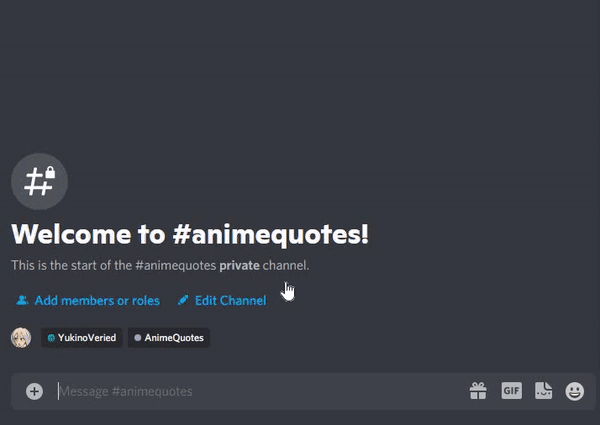 Welcome to #animequotes!
This is the start of the #animequotes private channel.
Add members or roles Edit Channel
YukinoVeried AnimeQuotes
Message #animequotes GIF